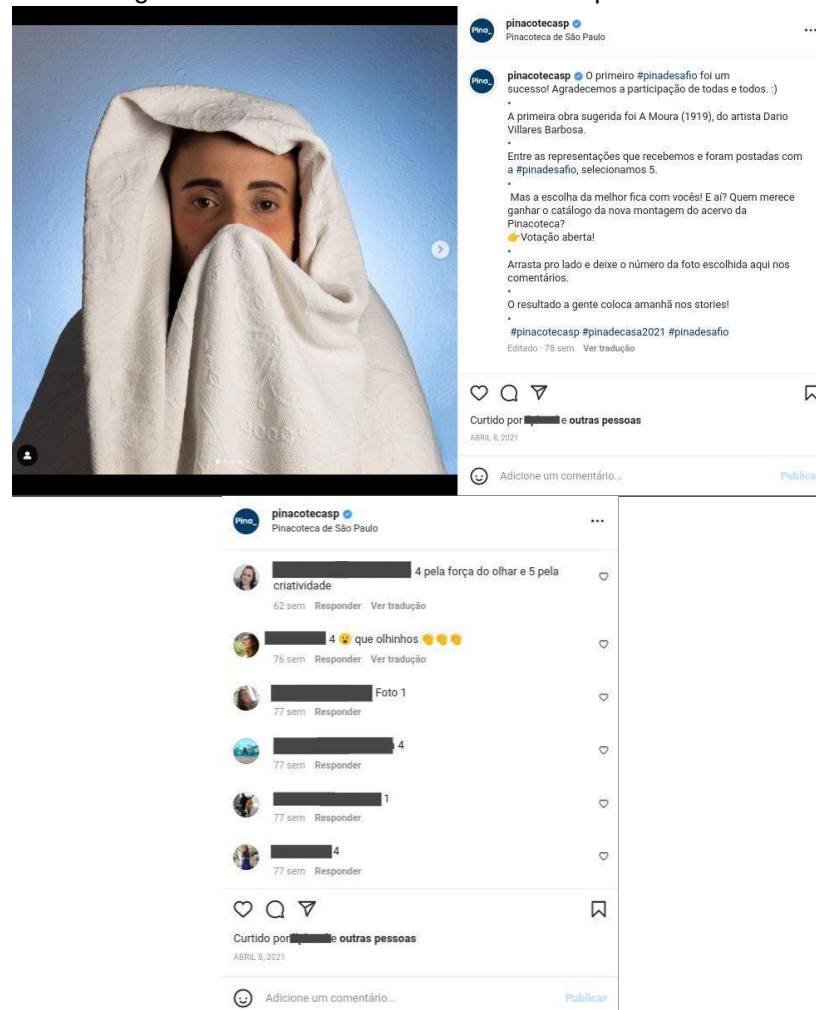 pinacotecasp
Pinacoteca de São Paulo
Pino_
pinacotecasp O primeiro #pinadesafio foi um
sucesso! Agradecemos a participação de todas e todos. :)
•
A primeira obra sugerida foi A Moura (1919), do artista Dario
Villares Barbosa.
•
Entre as representações que recebemos e foram postadas com
a #pinadesafio, selecionamos 5.
•
Mas a escolha da melhor fica com vocês! E aí? Quem merece
ganhar o catálogo da nova montagem do acervo da
Pinacoteca?
👉Votação aberta!
•
Arrasta pro lado e deixe o número da foto escolhida aqui nos
comentários.
•
O resultado a gente coloca amanhã nos stories!
•
#pinacotecasp #pinadecasa2021 #pinadesafio
Editado · 78 sem Ver tradução
Curtido por e outras pessoas
ABRIL 8, 2021
Adicione um comentário...
Publicar
Pino_
pinacotecasp
Pinacoteca de São Paulo
4 pela força do olhar e 5 pela
criatividade
62 sem Responder Ver tradução
4 😮 que olhinhos 👏👏👏
76 sem Responder Ver tradução
Foto 1
77 sem Responder
4
77 sem Responder
1
77 sem Responder
4
77 sem Responder
Curtido por e outras pessoas
ABRIL 8, 2021
Adicione um comentário...
Publicar